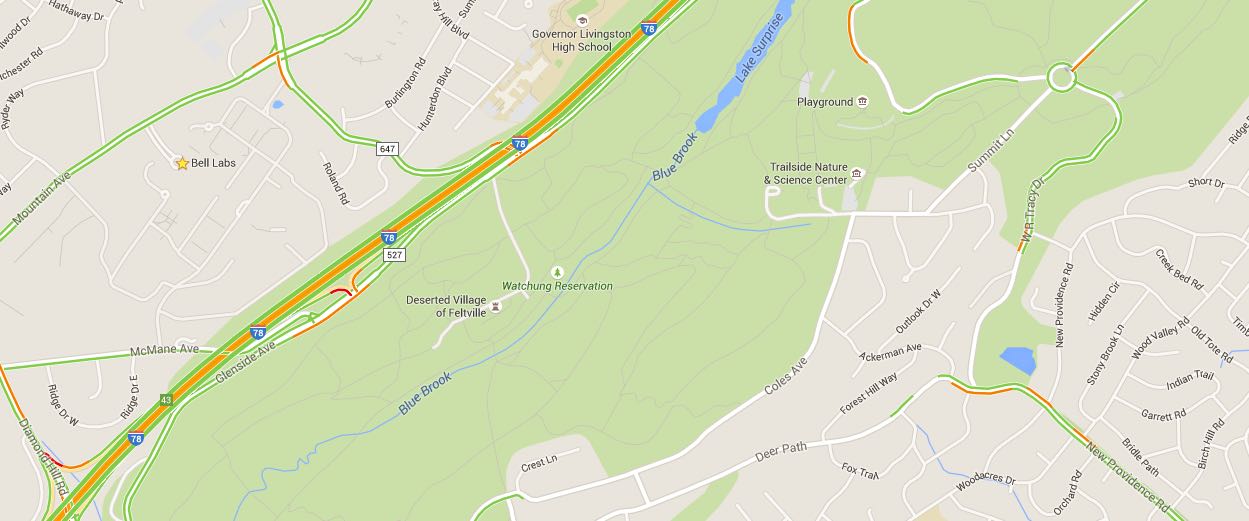 Hathaway Dr
Governor Livingston
High School
78
Lake Surprise
Burlington Rd
Hunterdon Blvd
Ryder Way
Playground
78
647
Blue Brook
Summit Ln
Bell Labs
Trailside Nature
& Science Center
Roland Rd
Short Dr
Mountain Ave
W R Tracy Dr
78
527
Creek Bed Rd
Watchung Reservation
New Providence Rd
Hidden Cir
Deserted Village
of Feltville
Outlook Dr W
78
Wood Valley Rd
Old Tote Rd
McMane Ave
Glenside Ave
Ackerman Ave
Stony Brook Ln
Coles Ave
Indian Trail
Ridge Dr W
Ridge Dr E
Blue Brook
Forest Hill Way
43
Garrett Rd
78
Diamond Hill Rd
Birch Hill Rd
Deer Path
Bridle Path
Crest Ln
New Providence Rd
Fox Trail
Woodacres Dr
Orchard Rd